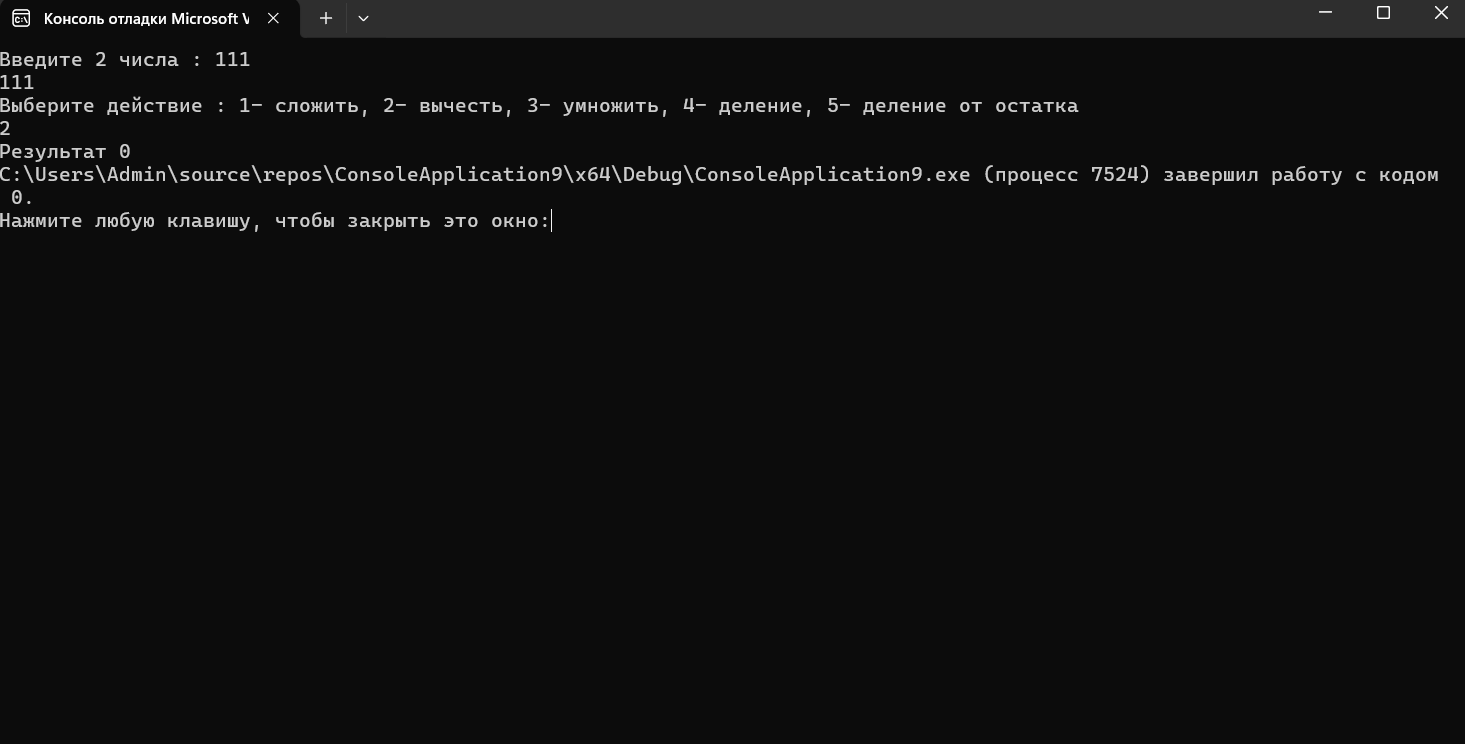 Консоль отладки Microsoft V
Введите 2 числа : 111
111
Выберите действие : 1- сложить, 2- вычесть, 3- умножить, 4- деление, 5- деление от остатка
2
Результат 0
C:\Users\Admin\source\repos\ConsoleApplication9\x64\Debug\ConsoleApplication9.exe (процесс 7524) завершил работу с кодом
 0.
Нажмите любую клавишу, чтобы закрыть это окно: